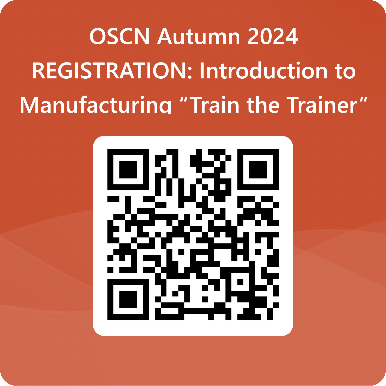 OSCN Autumn 2024
REGISTRATION: Introduction to
Manufacturing “Train the Trainer”